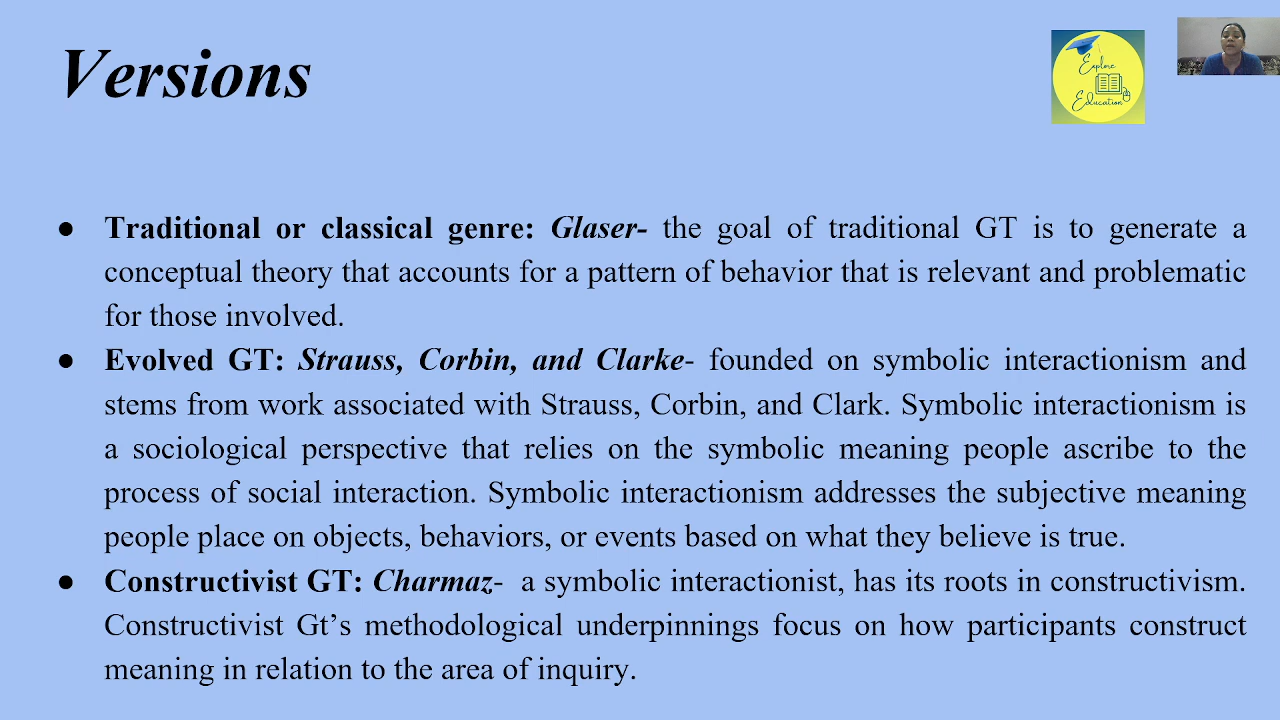 Versions
Explore
Education
● Traditional or classical genre: Glaser- the goal of traditional GT is to generate a
conceptual theory that accounts for a pattern of behavior that is relevant and problematic
for those involved.
● Evolved GT: Strauss, Corbin, and Clarke- founded on symbolic interactionism and
stems from work associated with Strauss, Corbin, and Clark. Symbolic interactionism is
a sociological perspective that relies on the symbolic meaning people ascribe to the
process of social interaction. Symbolic interactionism addresses the subjective meaning
people place on objects, behaviors, or events based on what they believe is true.
● Constructivist GT: Charmaz- a symbolic interactionist, has its roots in constructivism.
Constructivist Gt’s methodological underpinnings focus on how participants construct
meaning in relation to the area of inquiry.